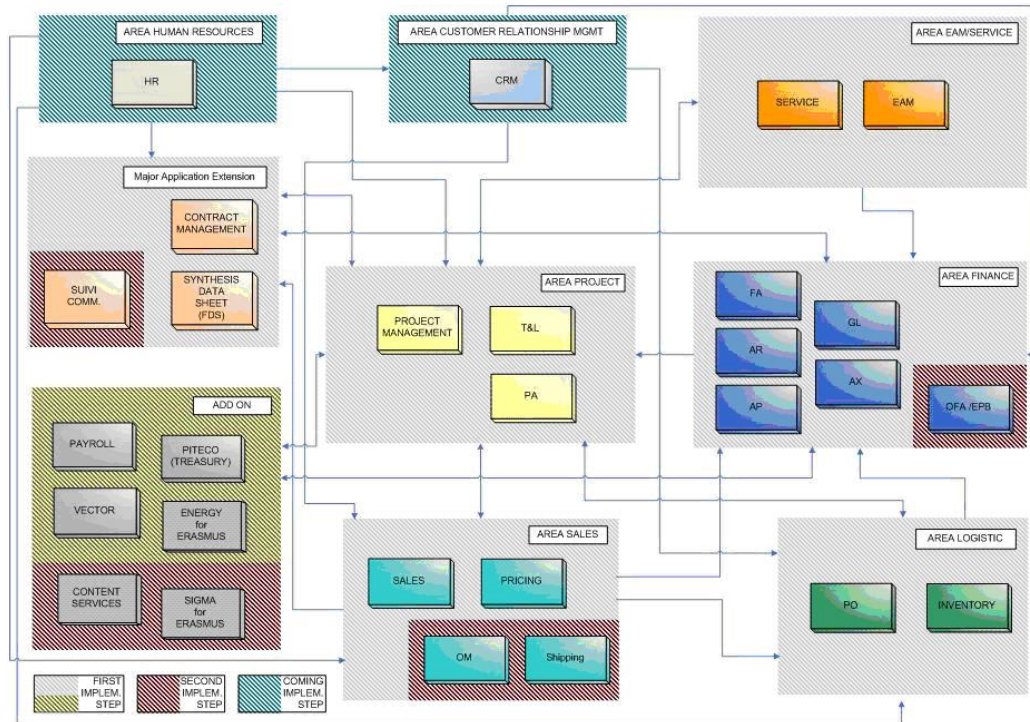 AREA HUMAN RESOURCES
HR
AREA CUSTOMER RELATIONSHIP MGMT
CRM
AREA EAM/SERVICE
SERVICE
EAM
Major Application Extension
CONTRACT
MANAGEMENT
SUIVI
COMM.
SYNTHESIS
DATA
SHEET
(FDS)
AREA PROJECT
PROJECT
MANAGEMENT
T&L
PA
AREA FINANCE
FA
GL
AR
AX
AP
OFA /EPB
ADD ON
PAYROLL
PITECO
(TREASURY)
VECTOR
ENERGY
for
ERASMUS
CONTENT
SERVICES
SIGMA
for
ERASMUS
AREA SALES
SALES
PRICING
OM
Shipping
AREA LOGISTIC
PO
INVENTORY
FIRST
IMPLEM.
STEP
SECOND
IMPLEM.
STEP
COMING
IMPLEM.
STEP